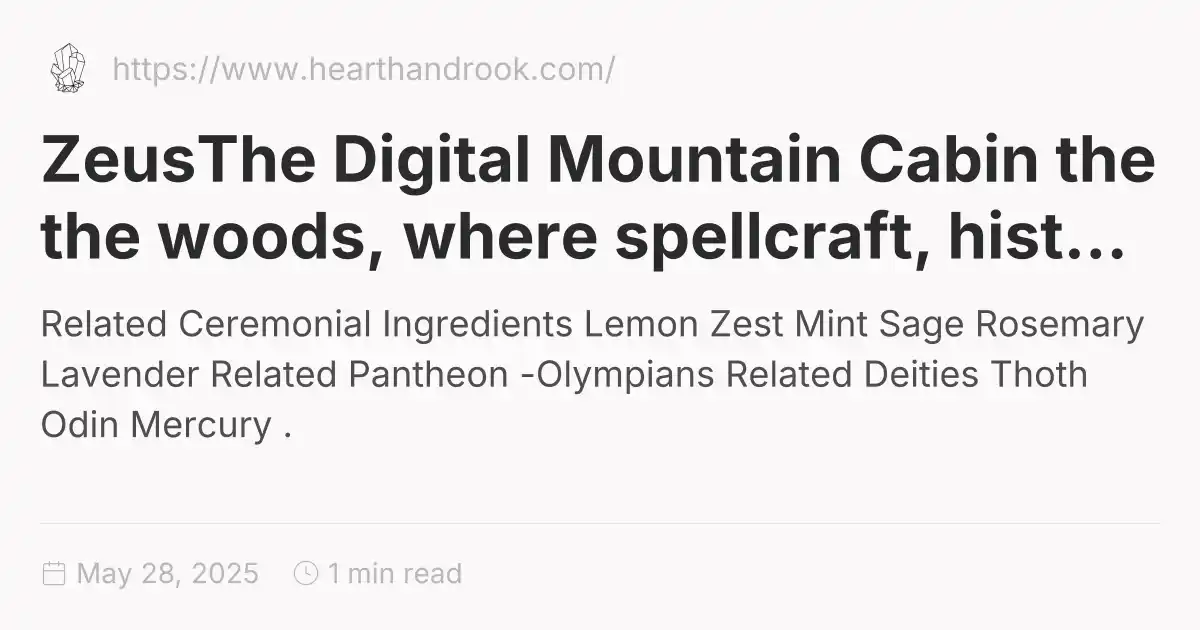 https://www.hearthandrook.com/
ZeusThe Digital Mountain Cabin the
the woods, where spellcraft, hist...
Related Ceremonial Ingredients Lemon Zest Mint Sage Rosemary
Lavender Related Pantheon -Olympians Related Deities Thoth
Odin Mercury .
May 28, 2025 1 min read